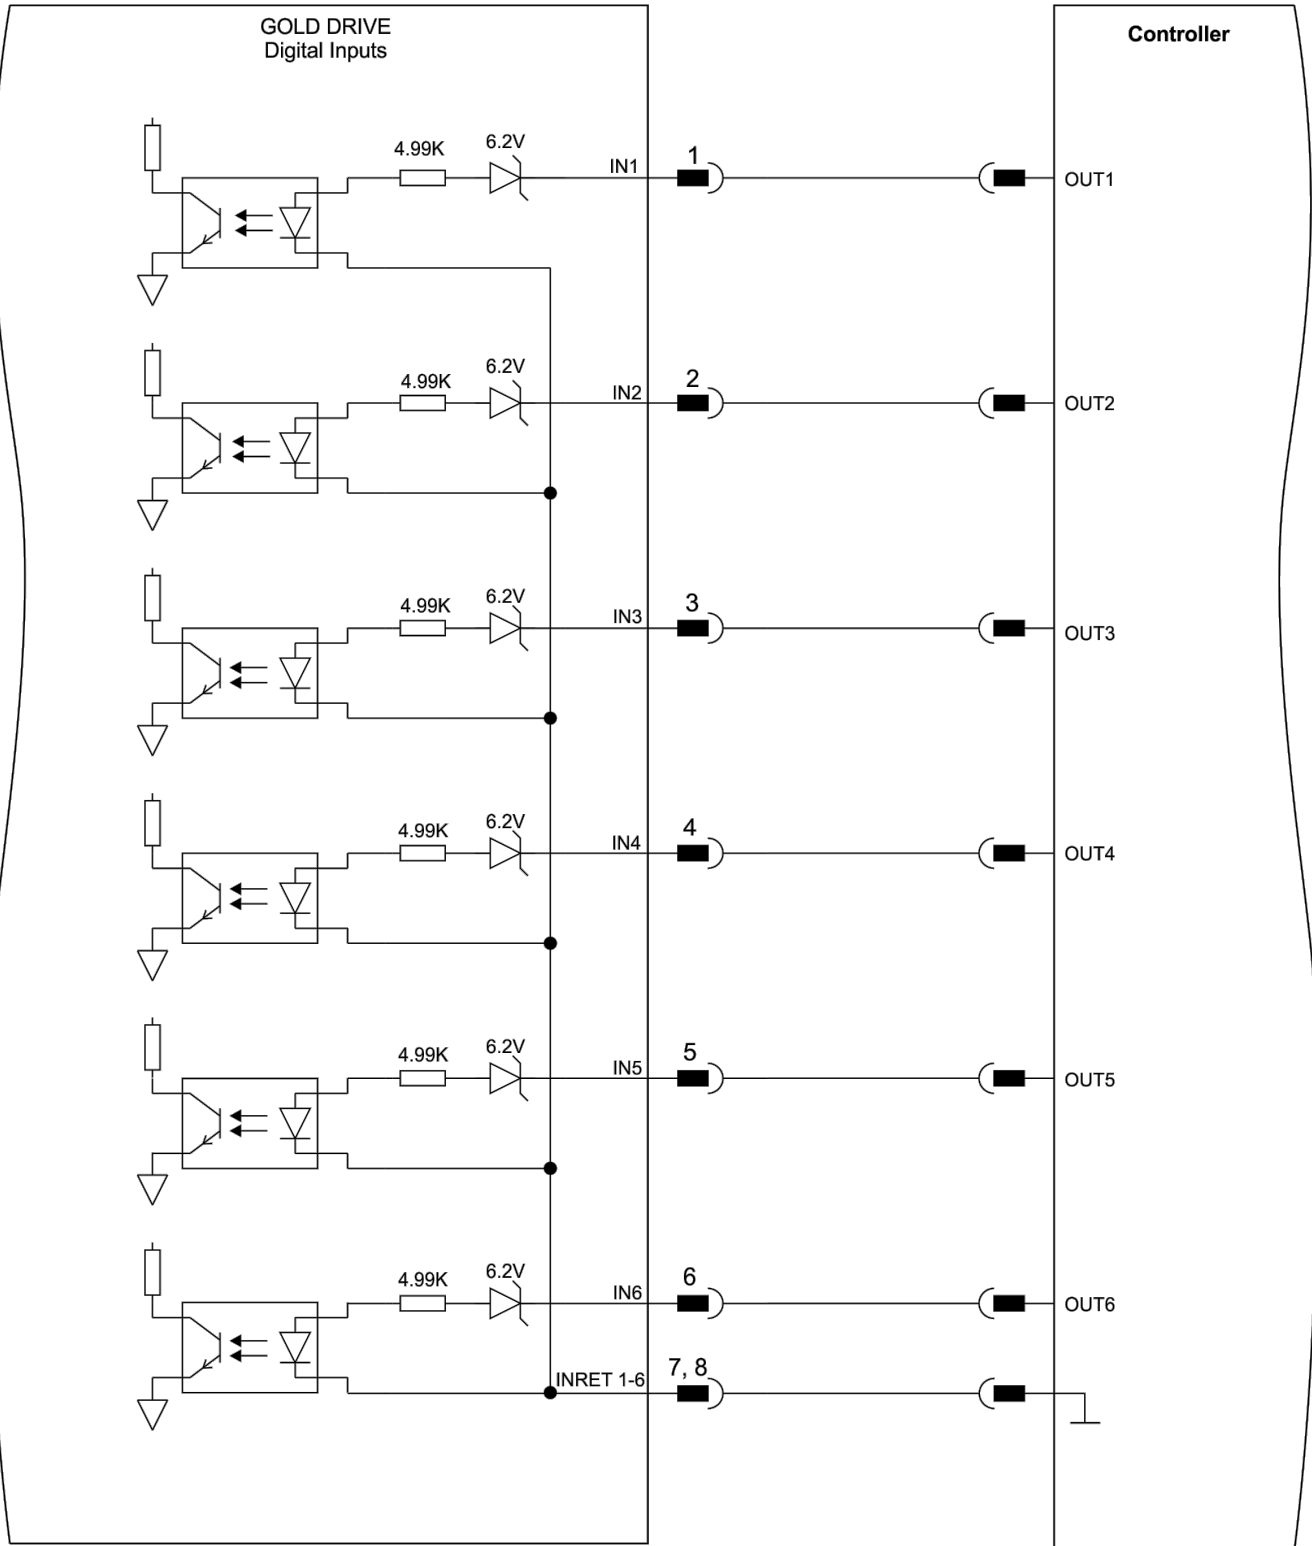 GOLD DRIVE
Digital Inputs
Controller
4.99K
6.2V
IN1
1
OUT1
4.99K
6.2V
IN2
2
OUT2
4.99K
6.2V
IN3
3
OUT3
4.99K
6.2V
IN4
4
OUT4
4.99K
6.2V
IN5
5
OUT5
4.99K
6.2V
IN6
6
OUT6
INRET 1-6
7, 8